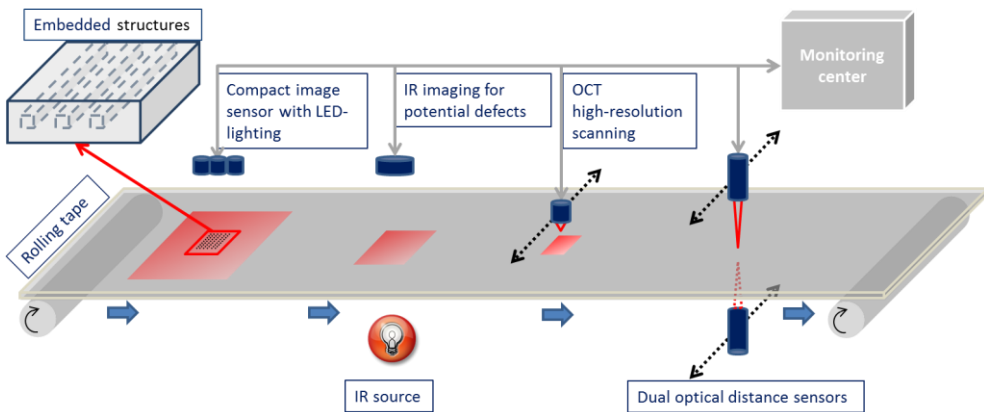 Embedded structures
Monitoring
center
Compact image
sensor with LED-
lighting
IR imaging for
potential defects
OCT
high-resolution
scanning
Rolling tape
IR source
Dual optical distance sensors